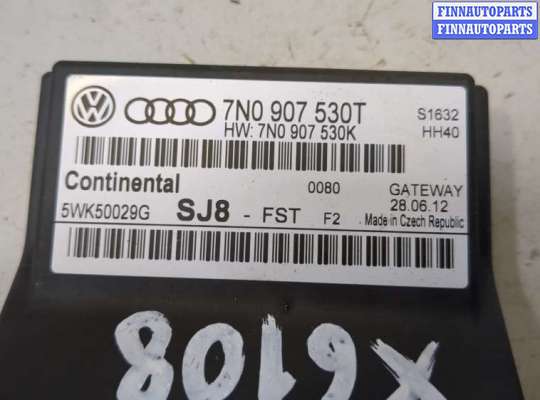 FINNAUTOPARTS
FINNAUTOPARTS
7N0 907 530T
S1632
HW: 7N0 907 530K
HH40
Continental
0080
GATEWAY
5WK50029G
SJ8 - FST F2
28.06.12
Made in Czech Republic
X6108